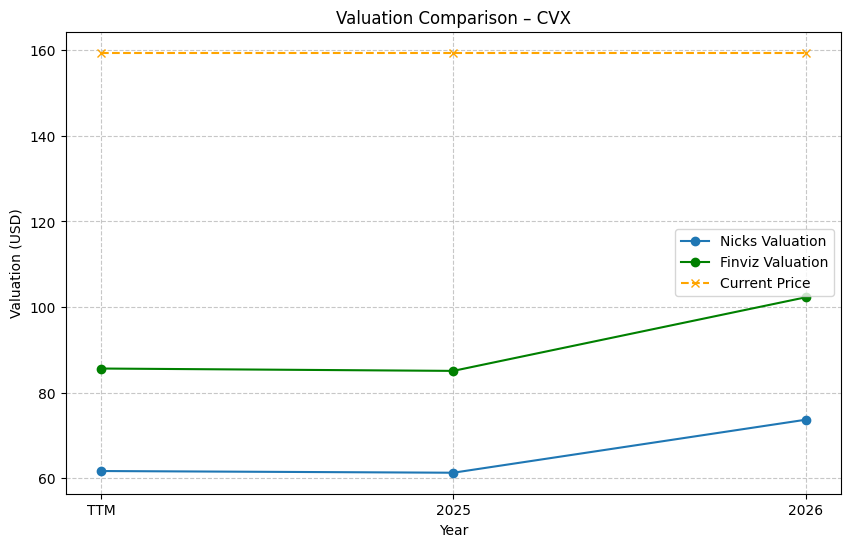 Valuation Comparison – CVX
Valuation (USD)
160
140
120
100
80
60
Nicks Valuation
Finviz Valuation
Current Price
TTM
2025
2026
Year